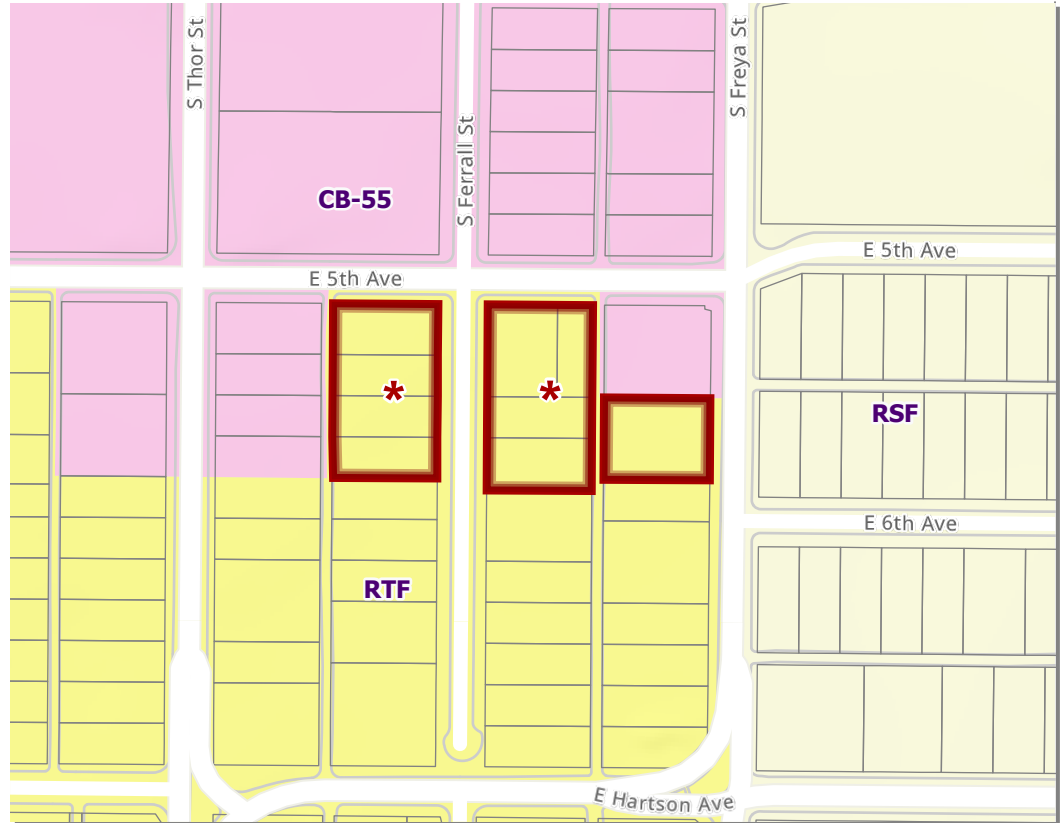 S Thor St
S Freya St
S Ferrall St
CB-55
E 5th Ave
E 5th Ave
*
*
RSF
E 6th Ave
RTF
E Hartson Ave